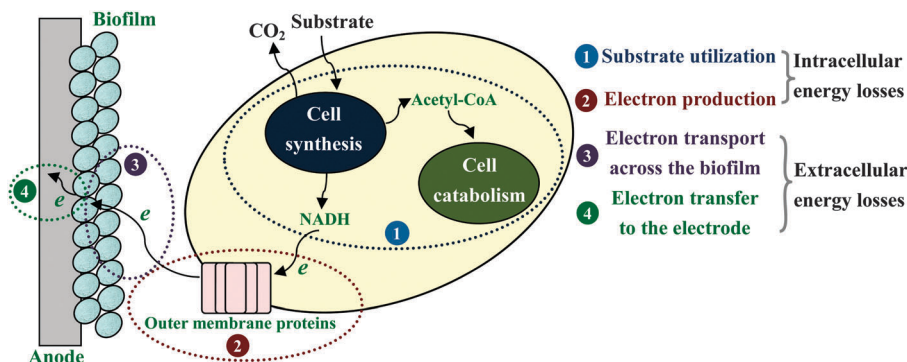 Biofilm
CO2
Substrate
Cell
synthesis
Acetyl-CoA
Cell
catabolism
NADH
1
e
Outer membrane proteins
2
3
4
e
e
Anode
1 Substrate utilization
2 Electron production
Intracellular
energy losses
3 Electron transport
across the biofilm
4 Electron transfer
to the electrode
Extracellular
energy losses